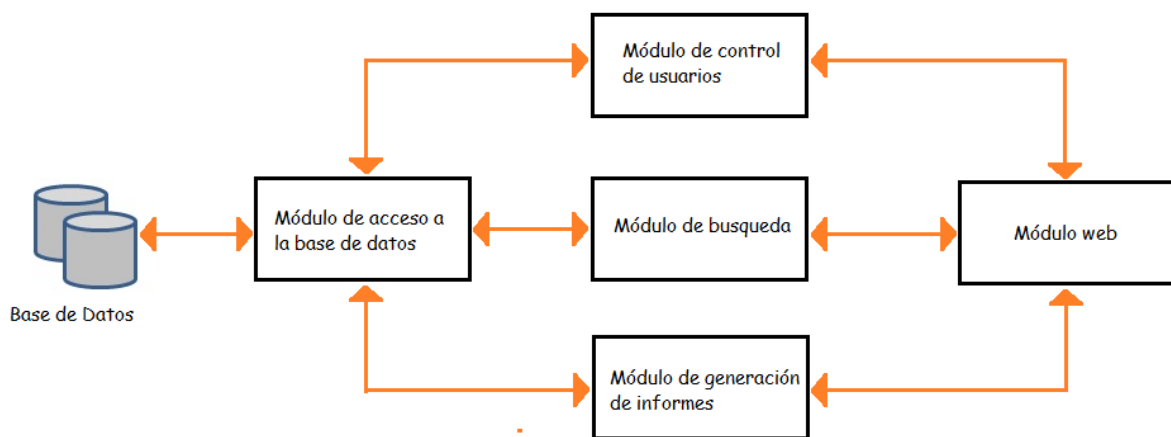 Módulo de control
de usuarios
Módulo de acceso a
la base de datos
Módulo de busqueda
Módulo web
Base de Datos
Módulo de generación
de informes